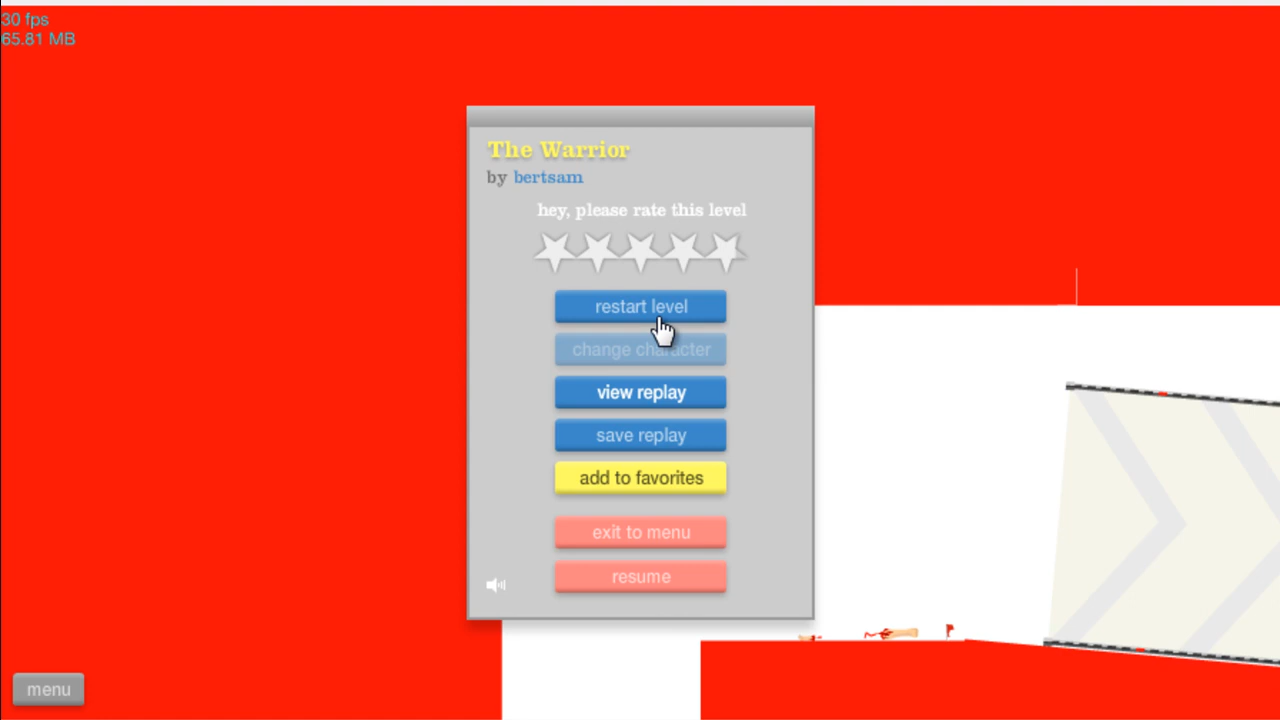 30 fps
65.81 MB
The Warrior
by bertsam
hey, please rate this level
restart level
change character
view replay
save replay
add to favorites
exit to menu
resume
menu